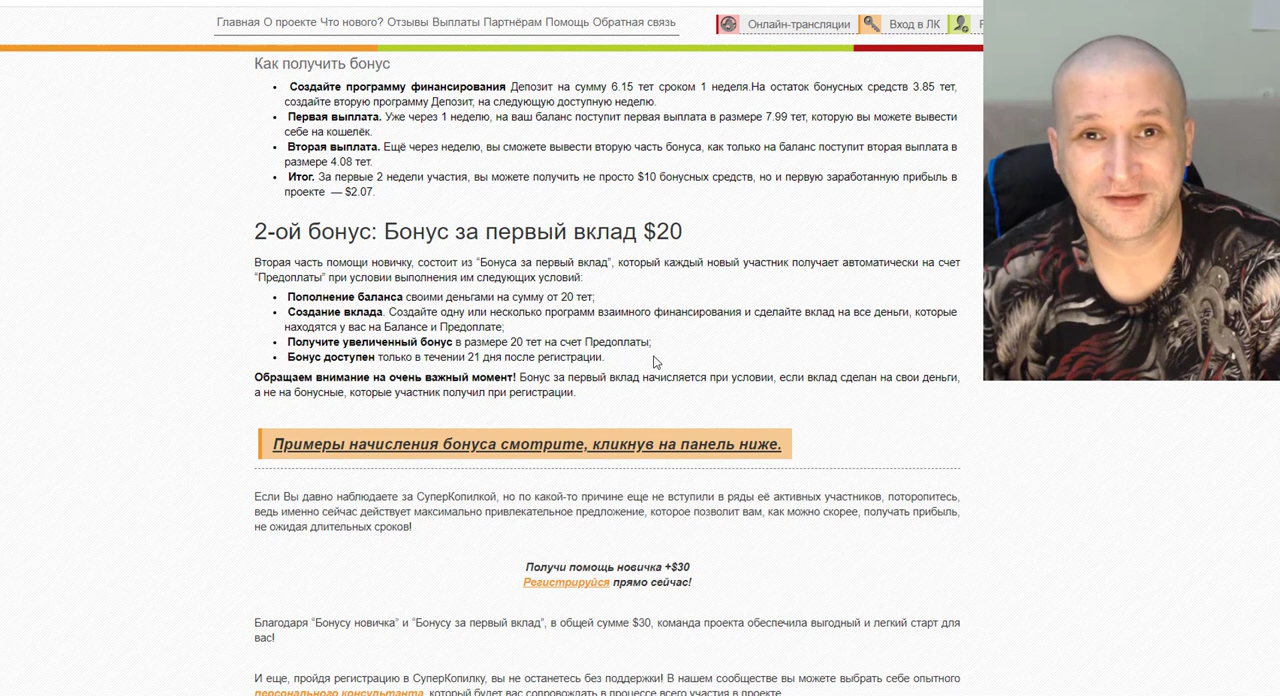 Главная О проекте Что нового? Отзывы Выплаты Партнёрам Помощь Обратная связь
Онлайн-трансляции
Вход в ЛК
Как получить бонус
Создайте программу финансирования Депозит на сумму 6.15 тет сроком 1 неделя.На остаток бонусных средств 3.85 тет,
создайте вторую программу Депозит, на следующую доступную неделю.
Первая выплата. Уже через 1 неделю, на ваш баланс поступит первая выплата в размере 7.99 тет, которую вы можете вывести
себе на кошелёк.
Вторая выплата. Ещё через неделю, вы сможете вывести вторую часть бонуса, как только на баланс поступит вторая выплата в
размере 4.08 тет.
Итог. За первые 2 недели участия, вы можете получить не просто $10 бонусных средств, но и первую заработанную прибыль в
проекте — $2.07.
2-ой бонус: Бонус за первый вклад $20
Вторая часть помощи новичку, состоит из “Бонуса за первый вклад”, который каждый новый участник получает автоматически на счет
“Предоплаты” при условии выполнения им следующих условий:
Пополнение баланса своими деньгами на сумму от 20 тет;
Создание вклада. Создайте одну или несколько программ взаимного финансирования и сделайте вклад на все деньги, которые
находятся у вас на Балансе и Предоплате;
Получите увеличенный бонус в размере 20 тет на счет Предоплаты;
Бонус доступен только в течении 21 дня после регистрации.
Обращаем внимание на очень важный момент! Бонус за первый вклад начисляется при условии, если вклад сделан на свои деньги,
а не на бонусные, которые участник получил при регистрации.
Примеры начисления бонуса смотрите, кликнув на панель ниже.
Если Вы давно наблюдаете за СуперКопилкой, но по какой-то причине еще не вступили в ряды её активных участников, поторопитесь,
ведь именно сейчас действует максимально привлекательное предложение, которое позволит вам, как можно скорее, получать прибыль,
не ожидая длительных сроков!
Получи помощь новичка +$30
Регистрируйся прямо сейчас!
Благодаря “Бонусу новичка” и “Бонусу за первый вклад”, в общей сумме $30, команда проекта обеспечила выгодный и легкий старт для
вас!
И еще, пройдя регистрацию в СуперКопилку, вы не останетесь без поддержки! В нашем сообществе вы можете выбрать себе опытного
персонального консультанта, который будет вас сопровождать в процессе всего участия в проекте.